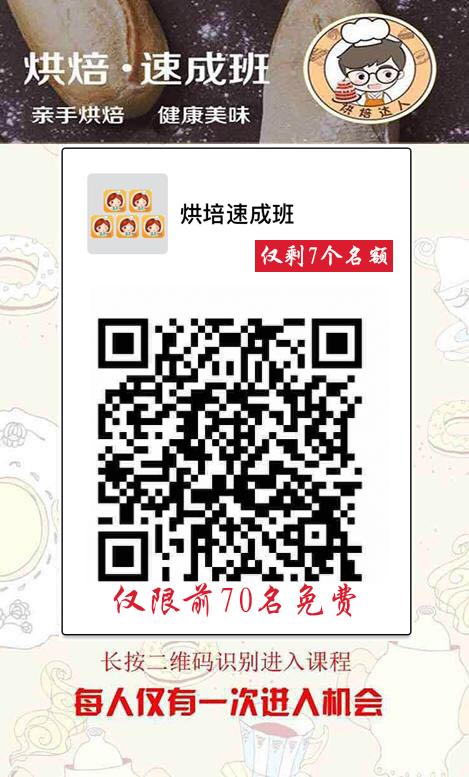 烘焙·速成班
亲手烘焙 健康美味
烘焙达人
烘培速成班
仅剩7个名额
仅限前70名免费
长按二维码识别进入课程
每人仅有一次进入机会